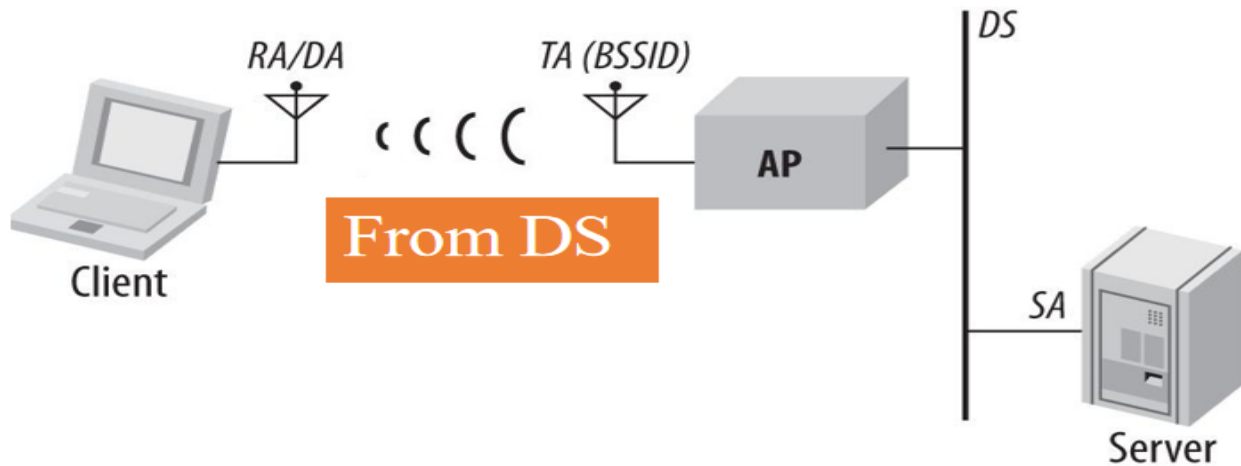 DS
RA/DA
TA (BSSID)
AP
From DS
Client
SA
Server